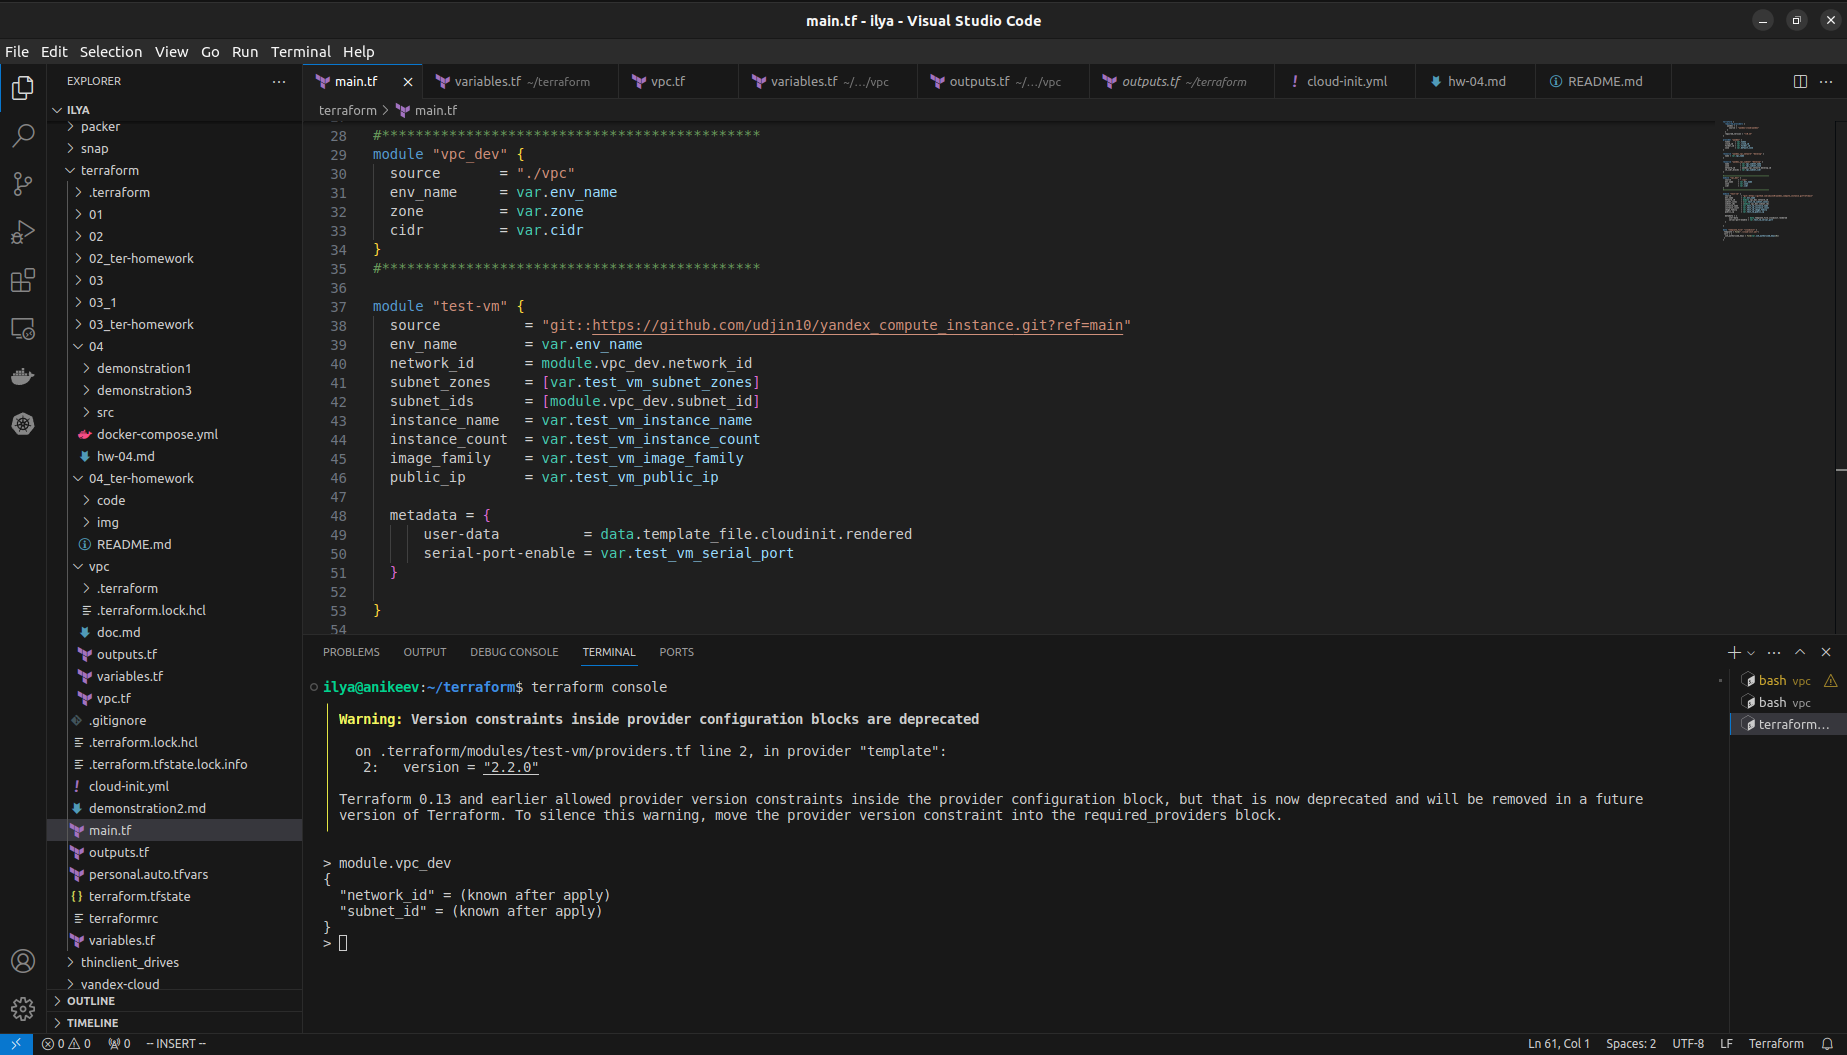 main.tf - ilya - Visual Studio Code
File Edit Selection View Go Run Terminal Help
EXPLORER
ILYA
packer
snap
terraform
.terraform
01
02
02_ter-homework
03
03_1
03_ter-homework
04
demonstration1
demonstration3
src
docker-compose.yml
hw-04.md
04_ter-homework
code
img
README.md
vpc
.terraform
.terraform.lock.hcl
doc.md
outputs.tf
variables.tf
vpc.tf
.gitignore
.terraform.lock.hcl
.terraform.tfstate.lock.info
cloud-init.yml
demonstration2.md
main.tf
outputs.tf
personal.auto.tfvars
terraform.tfstate
terraformrc
variables.tf
thinclient_drives
yandex-cloud
OUTLINE
TIMELINE
main.tf variables.tf ~/terraform vpc.tf variables.tf ~/.../vpc outputs.tf ~/.../vpc outputs.tf ~/terraform cloud-init.yml hw-04.md README.md
terraform > main.tf
28 #*********************************************
29 module "vpc_dev" {
30 source = "./vpc"
31 env_name = var.env_name
32 zone = var.zone
33 cidr = var.cidr
34 }
35 #*********************************************
36
37 module "test-vm" {
38 source = "git::https://github.com/udjin10/yandex_compute_instance.git?ref=main"
39 env_name = var.env_name
40 network_id = module.vpc_dev.network_id
41 subnet_zones = [var.test_vm_subnet_zones]
42 subnet_ids = [module.vpc_dev.subnet_id]
43 instance_name = var.test_vm_instance_name
44 instance_count = var.test_vm_instance_count
45 image_family = var.test_vm_image_family
46 public_ip = var.test_vm_public_ip
47
48 metadata = {
49 user-data = data.template_file.cloudinit.rendered
50 serial-port-enable = var.test_vm_serial_port
51 }
52
53 }
54
PROBLEMS OUTPUT DEBUG CONSOLE TERMINAL PORTS
ilya@anikeev:~/terraform$ terraform console
Warning: Version constraints inside provider configuration blocks are deprecated
on .terraform/modules/test-vm/providers.tf line 2, in provider "template":
2: version = "2.2.0"
Terraform 0.13 and earlier allowed provider version constraints inside the provider configuration block, but that is now deprecated and will be removed in a future
version of Terraform. To silence this warning, move the provider version constraint into the required_providers block.
> module.vpc_dev
{
"network_id" = (known after apply)
"subnet_id" = (known after apply)
}
>
bash vpc
bash vpc
terraform...
0 0 0 -- INSERT -- Ln 61, Col 1 Spaces: 2 UTF-8 LF Terraform